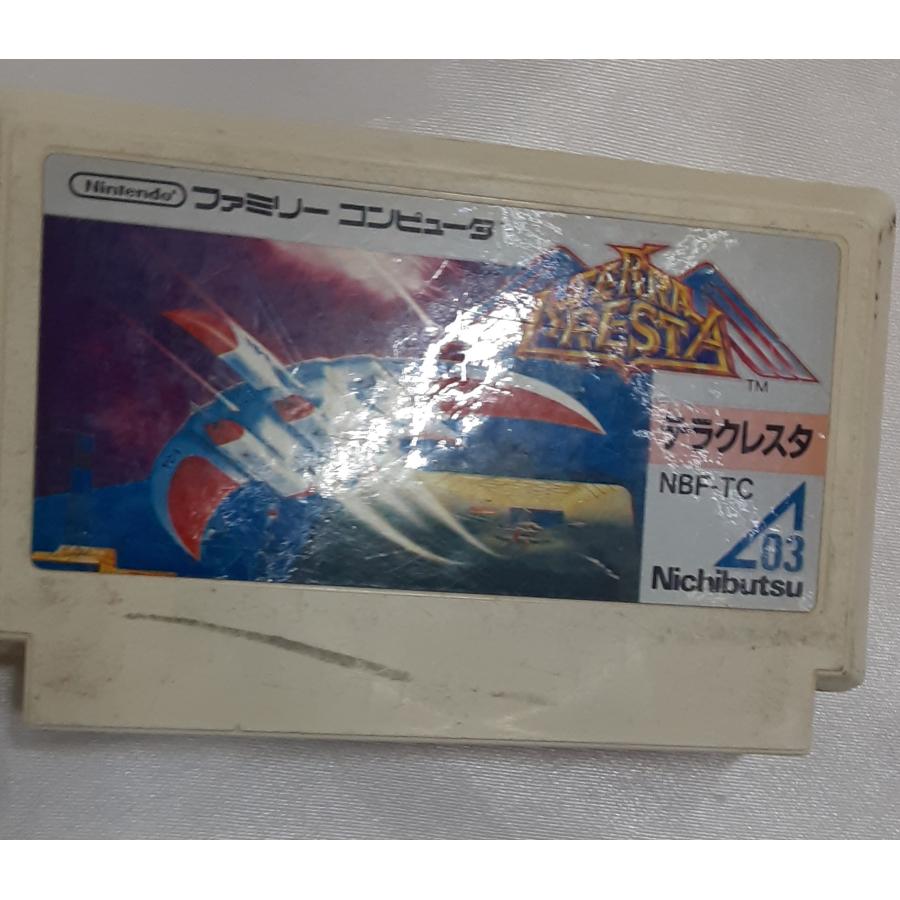 Nintendo ファミリー コンピュータ
TERRA
CRESTA
TM
テラクレスタ
NBF-TC
03
Nichibutsu